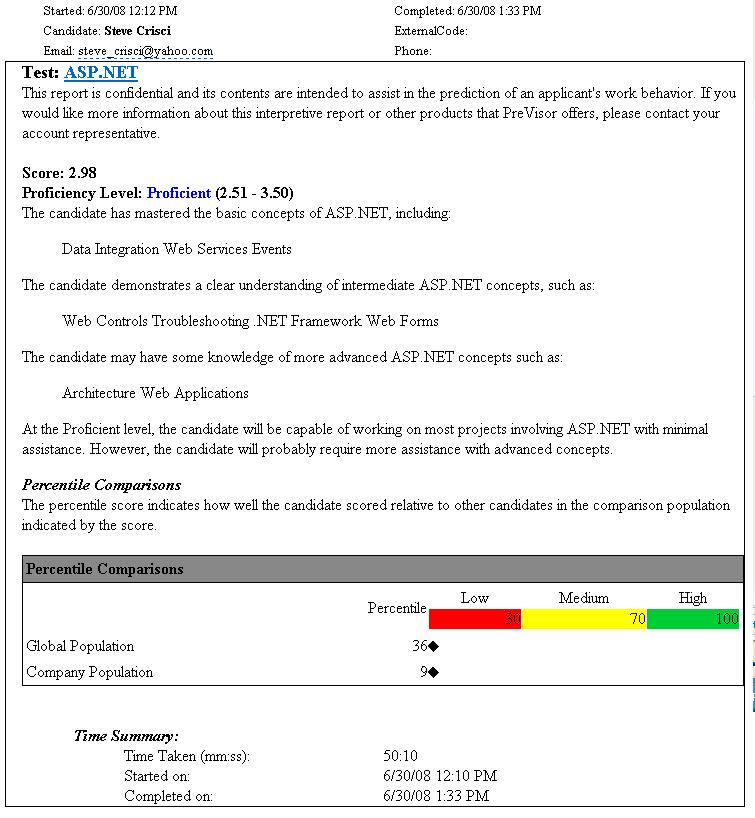 Started: 6/30/08 12:12 PM Completed: 6/30/08 1:33 PM
Candidate: Steve Crisci ExternalCode:
Email: steve_crisci@yahoo.com Phone:
Test: ASP.NET
This report is confidential and its contents are intended to assist in the prediction of an applicant's work behavior. If you
would like more information about this interpretive report or other products that PreVisor offers, please contact your
account representative.
Score: 2.98
Proficiency Level: Proficient (2.51 - 3.50)
The candidate has mastered the basic concepts of ASP.NET, including:
Data Integration Web Services Events
The candidate demonstrates a clear understanding of intermediate ASP.NET concepts, such as:
Web Controls Troubleshooting .NET Framework Web Forms
The candidate may have some knowledge of more advanced ASP.NET concepts such as:
Architecture Web Applications
At the Proficient level, the candidate will be capable of working on most projects involving ASP.NET with minimal
assistance. However, the candidate will probably require more assistance with advanced concepts.
Percentile Comparisons
The percentile score indicates how well the candidate scored relative to other candidates in the comparison population
indicated by the score.
Percentile Comparisons
Low Medium High
Percentile
30 70 100
Global Population 36
Company Population 9
Time Summary:
Time Taken (mm:ss): 50:10
Started on: 6/30/08 12:10 PM
Completed on: 6/30/08 1:33 PM